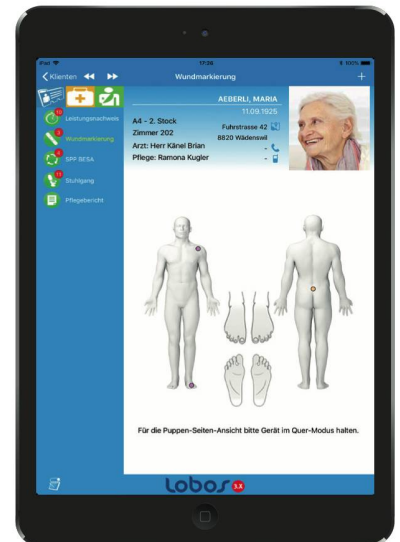 iPad 17:39 100%
Klienten Wundmarkierung +
AEBERLI, MARIA
11.09.1925
A4 - 2. Stock
Fuhrstrasse 42
Zimmer 202
8820 Wädenswil
Arzt: Herr Känel Brian
-
Pflege: Ramona Kugler
-
Leistungsnachweis
Wundmarkierung
SPP BESA
Stuhlgang
Pflegebericht
Für die Puppen-Seiten-Ansicht bitte Gerät im Quer-Modus halten.
Lobos 3.X